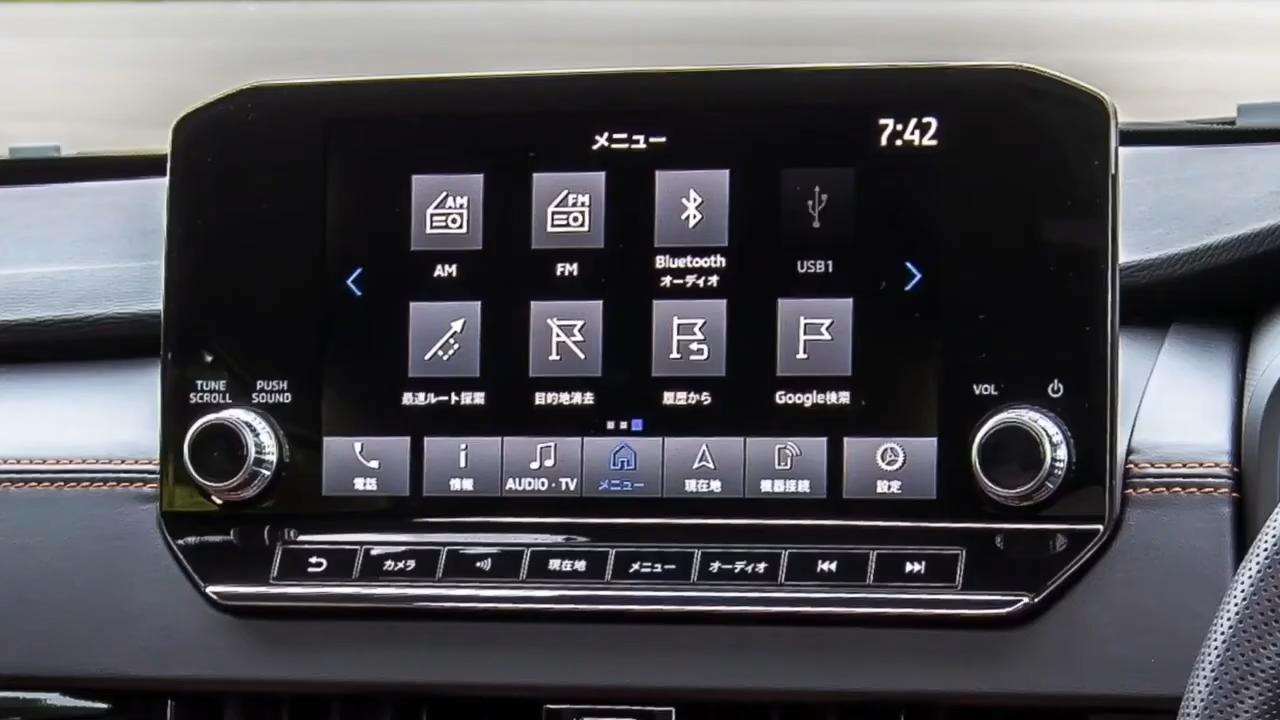 メニュー
7:42
AM
FM
AM
FM
Bluetooth
オーディオ
USB1
最速ルート探索
目的地消去
履歴から
Google検索
TUNE
SCROLL
PUSH
SOUND
VOL
電話
情報
AUDIO・TV
メニュー
現在地
機器接続
設定
カメラ
現在地
メニュー
オーディオ